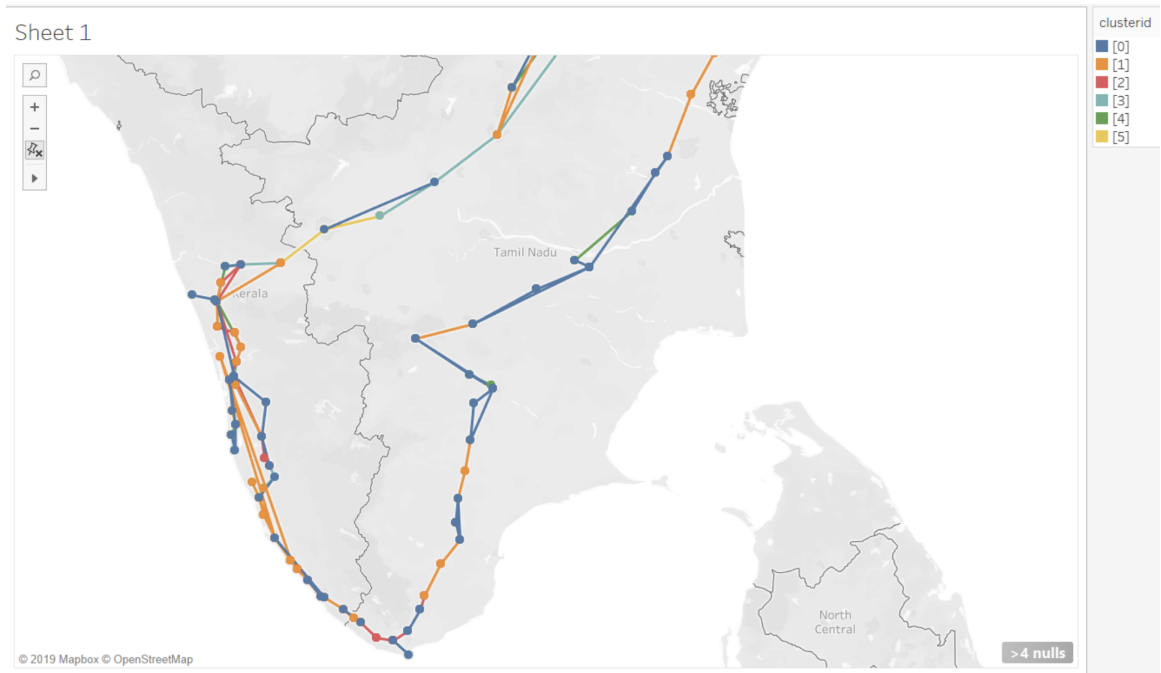 Sheet 1
clusterid
[0]
[1]
[2]
[3]
[4]
[5]
Tamil Nadu
Kerala
North
Central
© 2019 Mapbox © OpenStreetMap
>4 nulls